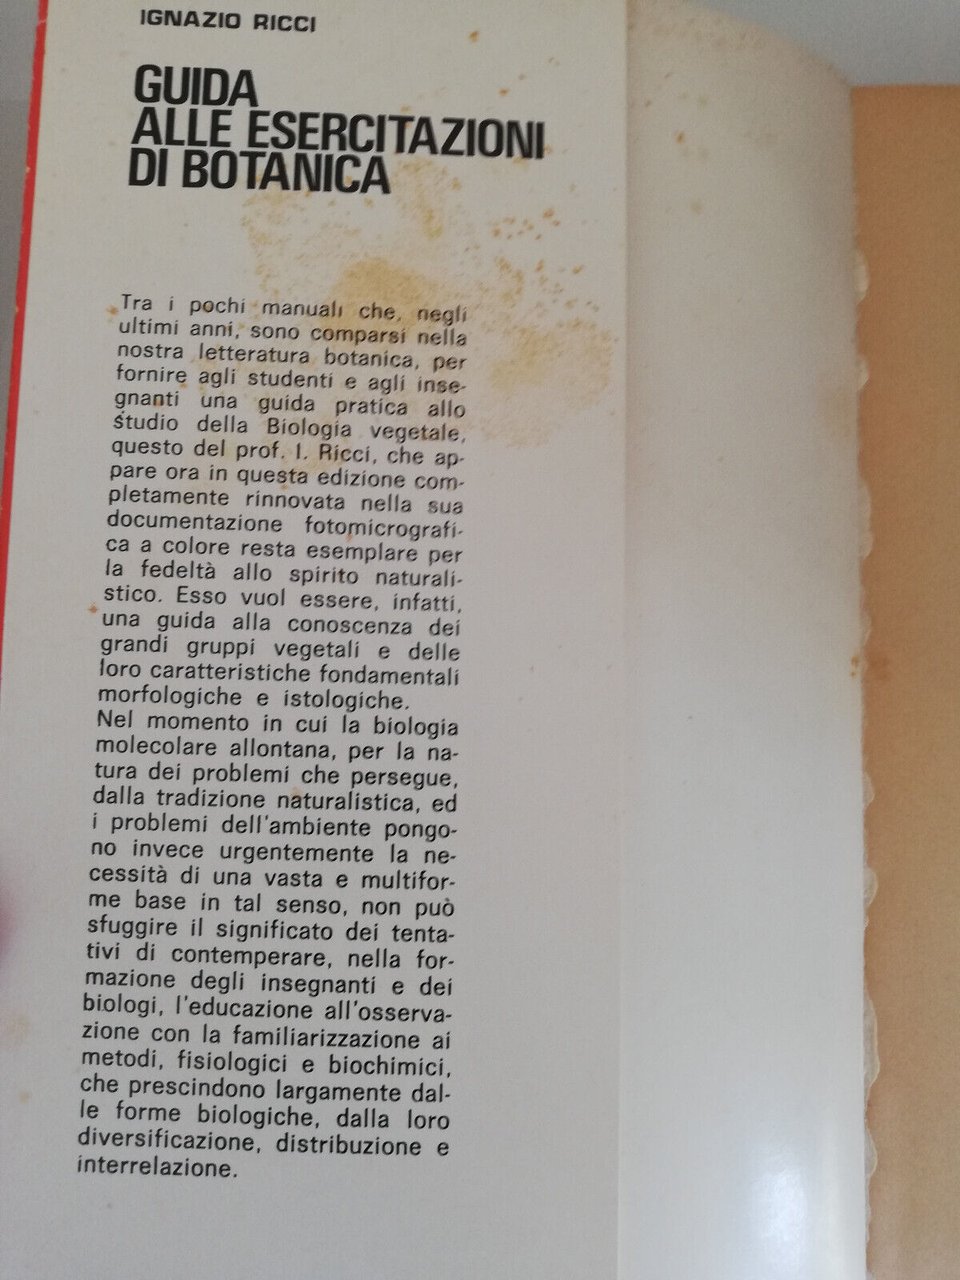 IGNAZIO RICCI
GUIDA
ALLE ESERCITAZIONI
DI BOTANICA
Tra i pochi manuali che, negli
ultimi anni, sono comparsi nella
nostra letteratura botanica, per
fornire agli studenti e agli inse-
gnanti una guida pratica allo
studio della Biologia vegetale,
questo del prof. I. Ricci, che ap-
pare ora in questa edizione com-
pletamente rinnovata nella sua
documentazione fotomicrografi-
ca a colore resta esemplare per
la fedeltà allo spirito naturali-
stico. Esso vuol essere, infatti,
una guida alla conoscenza dei
grandi gruppi vegetali e delle
loro caratteristiche fondamentali
morfologiche e istologiche.
Nel momento in cui la biologia
molecolare allontana, per la na-
tura dei problemi che persegue,
dalla tradizione naturalistica, ed
i problemi dell'ambiente pongo-
no invece urgentemente la ne-
cessità di una vasta e multifor-
me base in tal senso, non può
sfuggire il significato dei tenta-
tivi di contemperare, nella for-
mazione degli insegnanti e dei
biologi, l'educazione all'osserva-
zione con la familiarizzazione ai
metodi, fisiologici e biochimici,
che prescindono largamente dal-
le forme biologiche, dalla loro
diversificazione, distribuzione e
interrelazione.